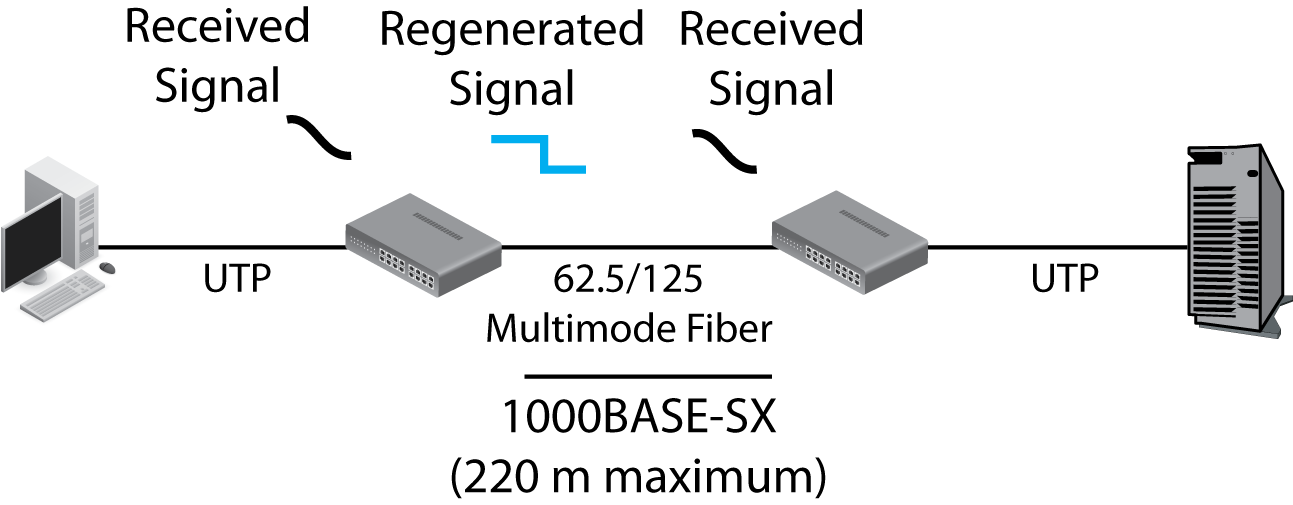 Received
Signal
Regenerated
Signal
Received
Signal
UTP
62.5/125
Multimode Fiber
UTP
1000BASE-SX
(220 m maximum)